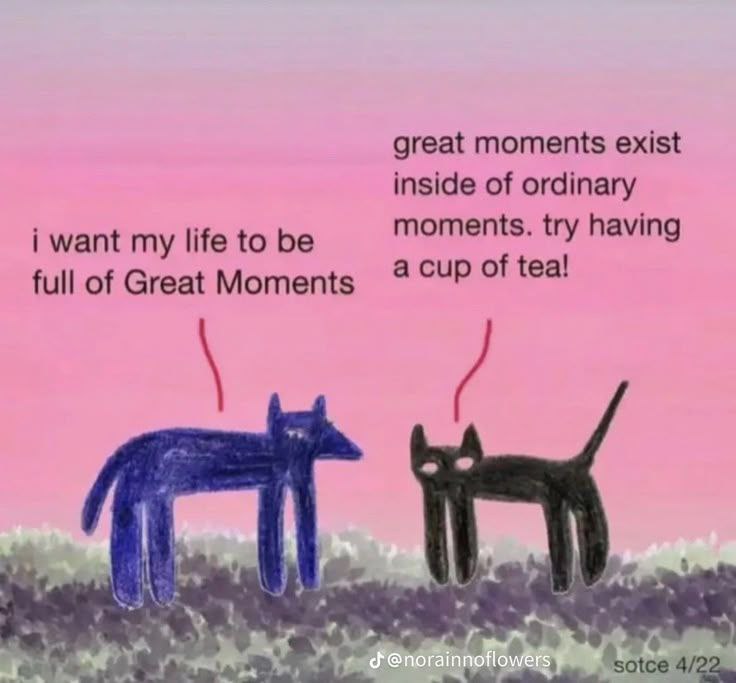 i want my life to be
full of Great Moments
great moments exist
inside of ordinary
moments. try having
a cup of tea!
@norainnoflowers
sotce 4/22